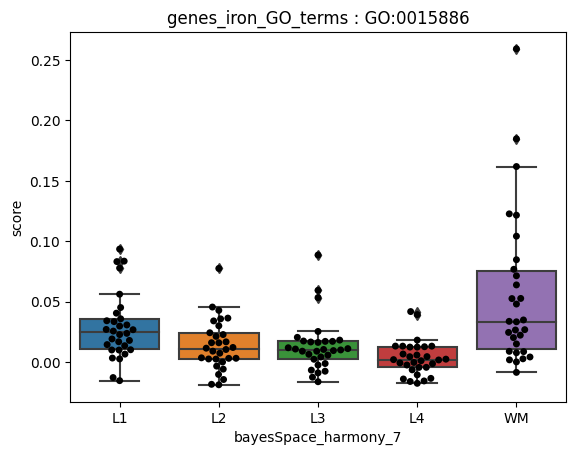 genes_iron_GO_terms : GO:0015886
0.25
0.20
0.15
0.10
0.05
0.00
score
L1 L2 L3 L4 WM
bayesSpace_harmony_7